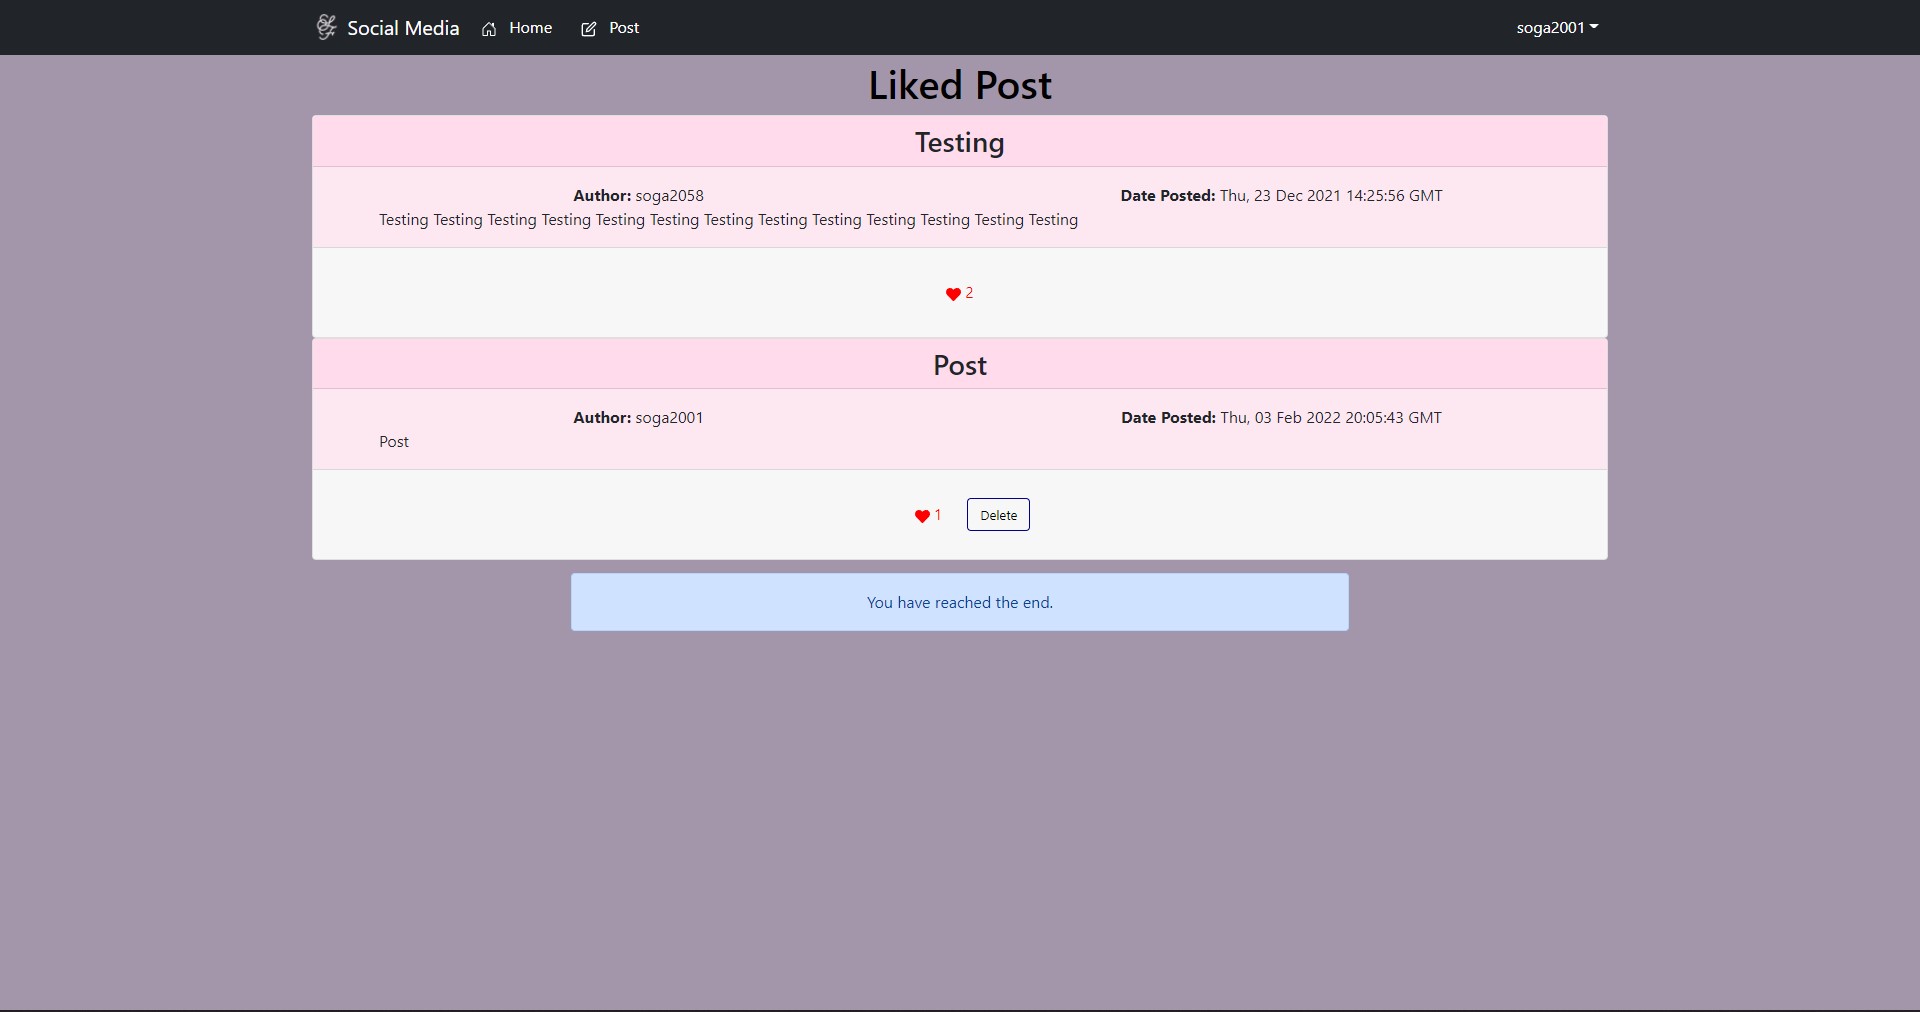 Social Media Home Post soga2001
Liked Post
Testing
Author: soga2058 Date Posted: Thu, 23 Dec 2021 14:25:56 GMT
Testing Testing Testing Testing Testing Testing Testing Testing Testing Testing Testing Testing Testing
2
Post
Author: soga2001 Date Posted: Thu, 03 Feb 2022 20:05:43 GMT
Post
1 Delete
You have reached the end.